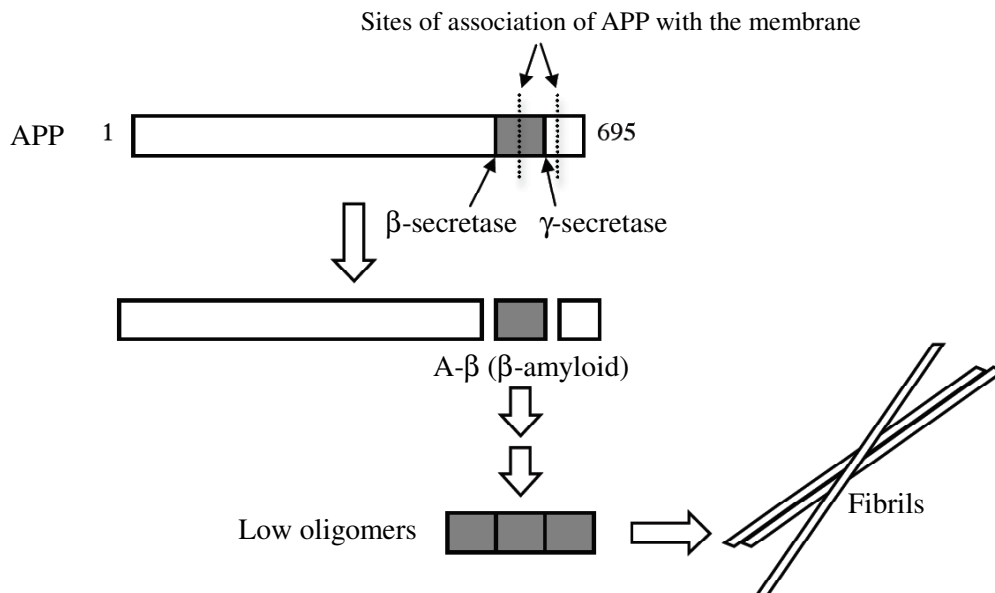 Sites of association of APP with the membrane
APP 1 695
β-secretase γ-secretase
A-β (β-amyloid)
Fibrils
Low oligomers